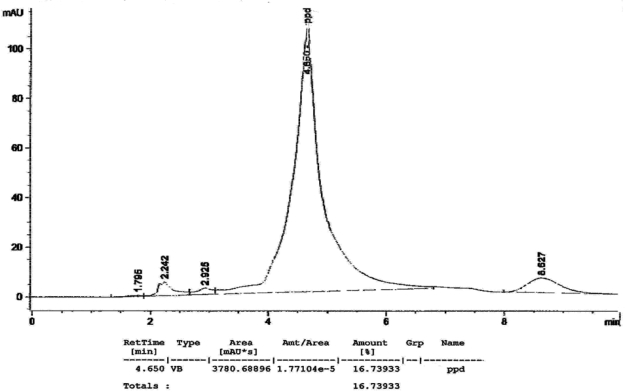 mAU
100
80
60
40
20
0
1.795
2.242
2.925
4.650
ppd
8.627
0
2
4
6
8
min
RetTime Type Area Amt/Area Amount Grp Name
[min] [mAU*s] [%]
4.650 VB 3780.68896 1.77104e-5 16.73933 ppd
Totals : 16.73933